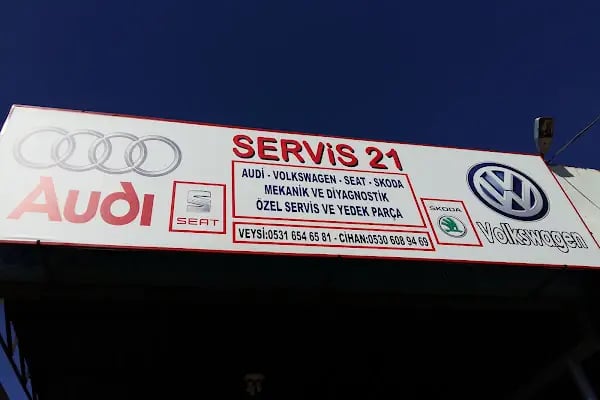 SERViS 21
AUDİ - VOLKSWAGEN - SEAT - SKODA
MEKANİK VE DİYAGNOSTİK
ÖZEL SERVİS VE YEDEK PARÇA
VEYSİ:0531 654 65 81 - CİHAN:0530 608 94 69
Audi
SEAT
SKODA
Volkswagen